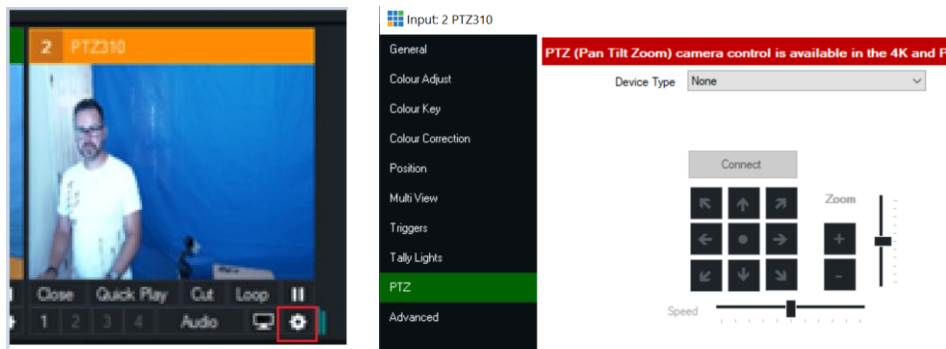 2 PTZ310
Close Quick Play Cut Loop
1 2 3 4 Audio
Input: 2 PTZ310
General
Colour Adjust
Colour Key
Colour Correction
Position
Multi View
Triggers
Tally Lights
PTZ
Advanced
PTZ (Pan Tilt Zoom) camera control is available in the 4K and P
Device Type None
Connect
Zoom
+
-
Speed